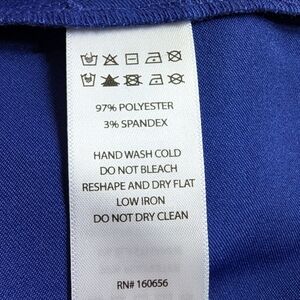 97% POLYESTER
3% SPANDEX
HAND WASH COLD
DO NOT BLEACH
RESHAPE AND DRY FLAT
LOW IRON
DO NOT DRY CLEAN
RN# 160656